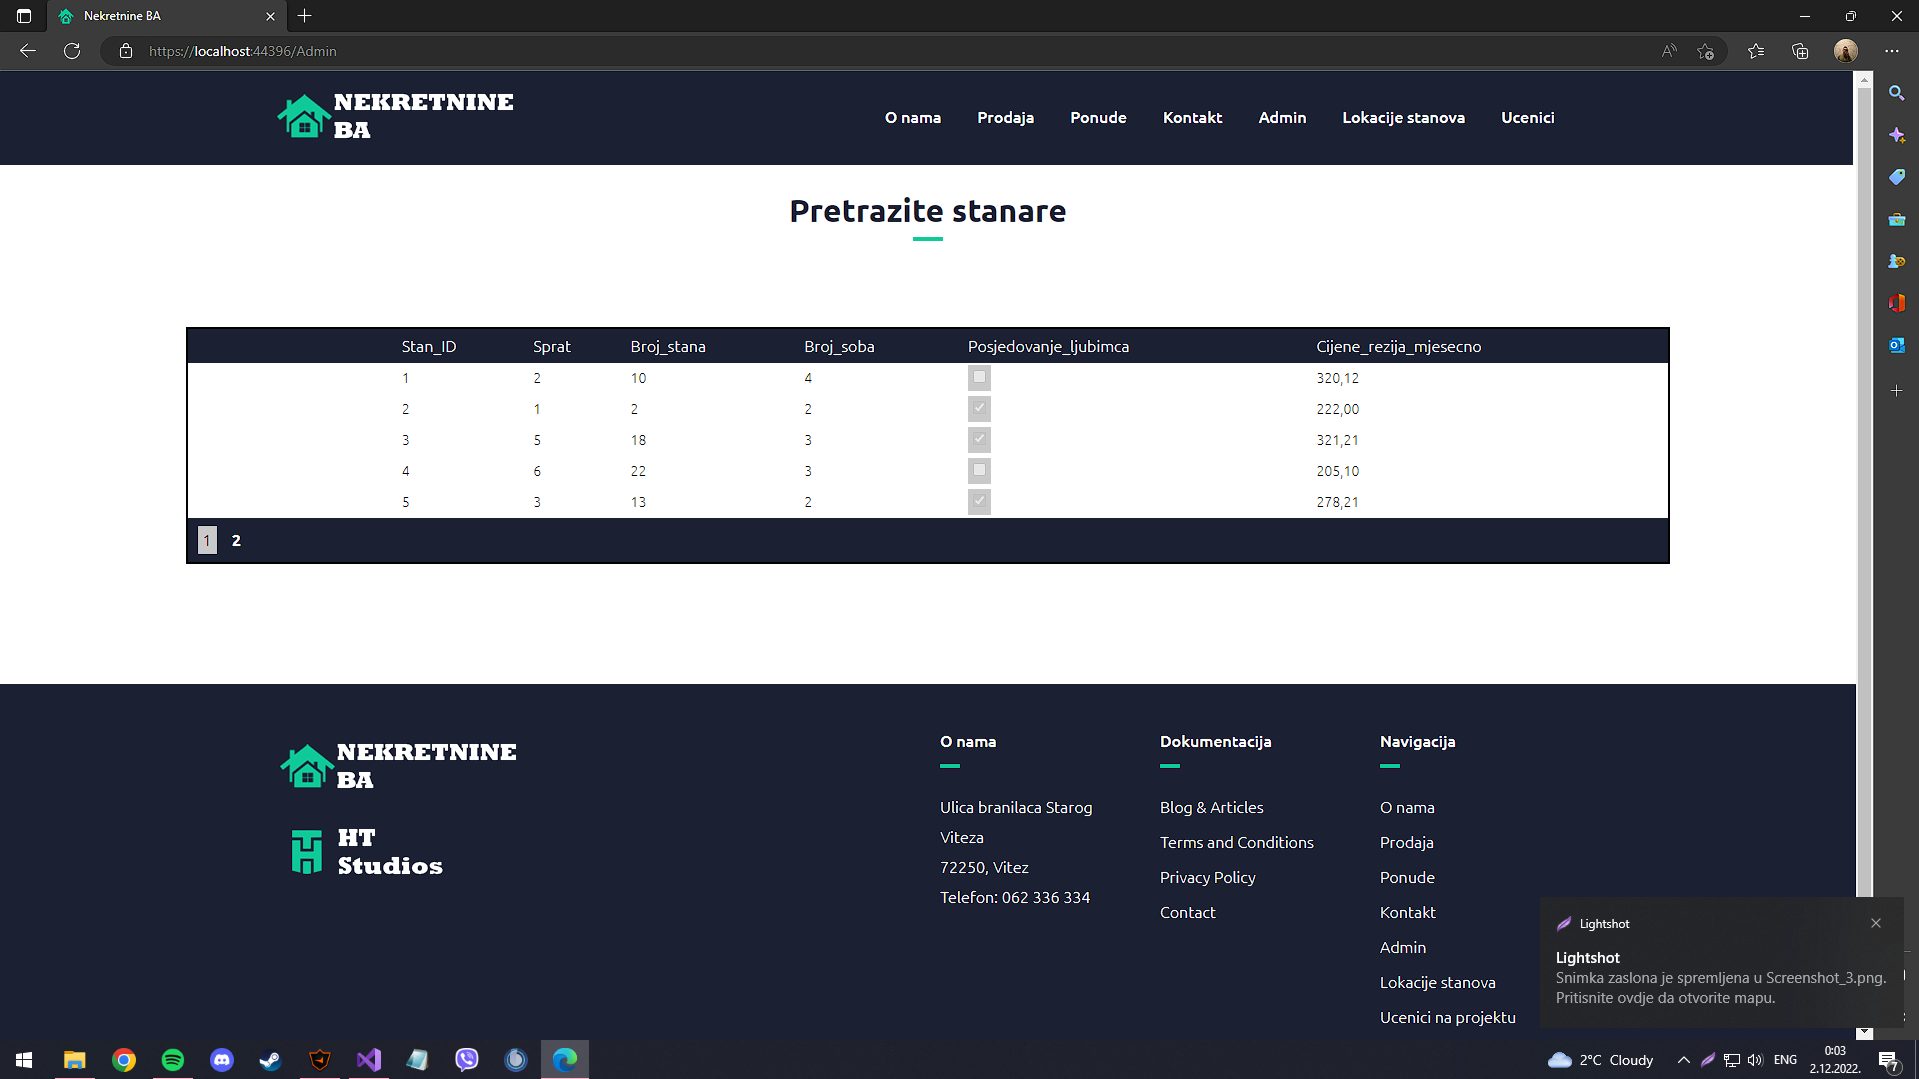 Nekretnine BA
https://localhost:44396/Admin
NEKRETNINE
BA
O nama Prodaja Ponude Kontakt Admin Lokacije stanova Ucenici
Pretrazite stanare
Stan_ID Sprat Broj_stana Broj_soba Posjedovanje_ljubimca Cijene_rezija_mjesecno
1 2 10 4 320,12
2 1 2 2 222,00
3 5 18 3 321,21
4 6 22 3 205,10
5 3 13 2 278,21
1 2
NEKRETNINE
BA
HT
Studios
O nama
Ulica branilaca Starog
Viteza
72250, Vitez
Telefon: 062 336 334
Dokumentacija
Blog & Articles
Terms and Conditions
Privacy Policy
Contact
Navigacija
O nama
Prodaja
Ponude
Kontakt
Admin
Lokacije stanova
Ucenici na projektu
Lightshot
Lightshot
Snimka zaslona je spremljena u Screenshot_3.png.
Pritisnite ovdje da otvorite mapu.
2°C Cloudy
ENG
0:03
2.12.2022.
7